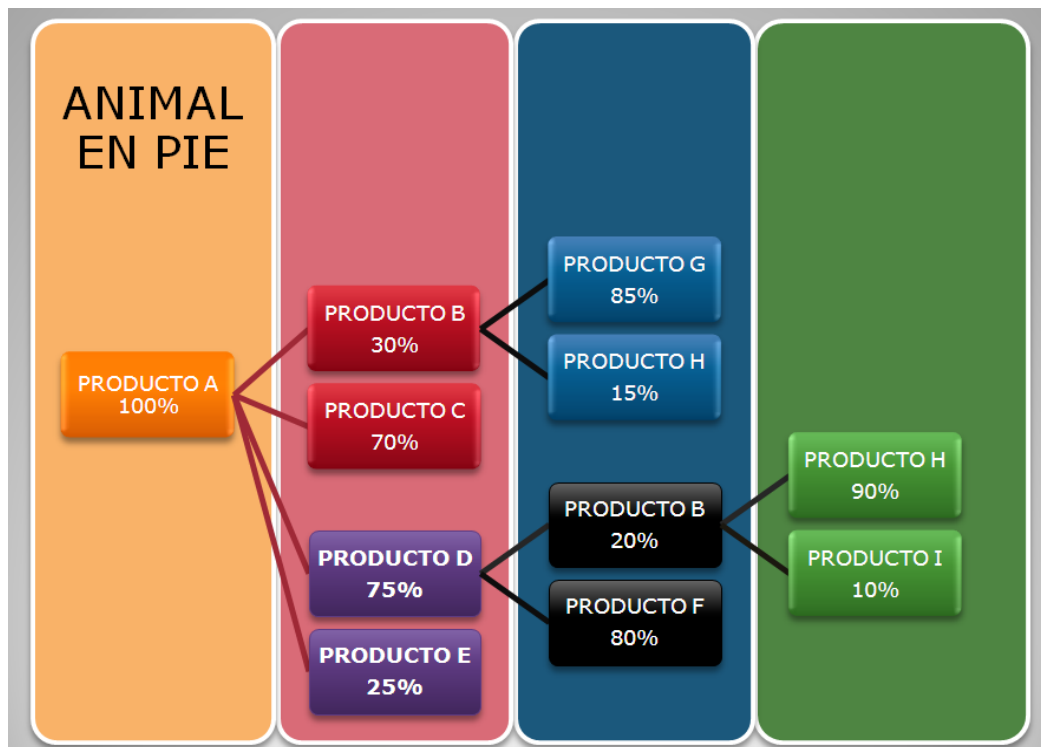 ANIMAL
EN PIE
PRODUCTO A
100%
PRODUCTO B
30%
PRODUCTO C
70%
PRODUCTO D
75%
PRODUCTO E
25%
PRODUCTO G
85%
PRODUCTO H
15%
PRODUCTO B
20%
PRODUCTO F
80%
PRODUCTO H
90%
PRODUCTO I
10%